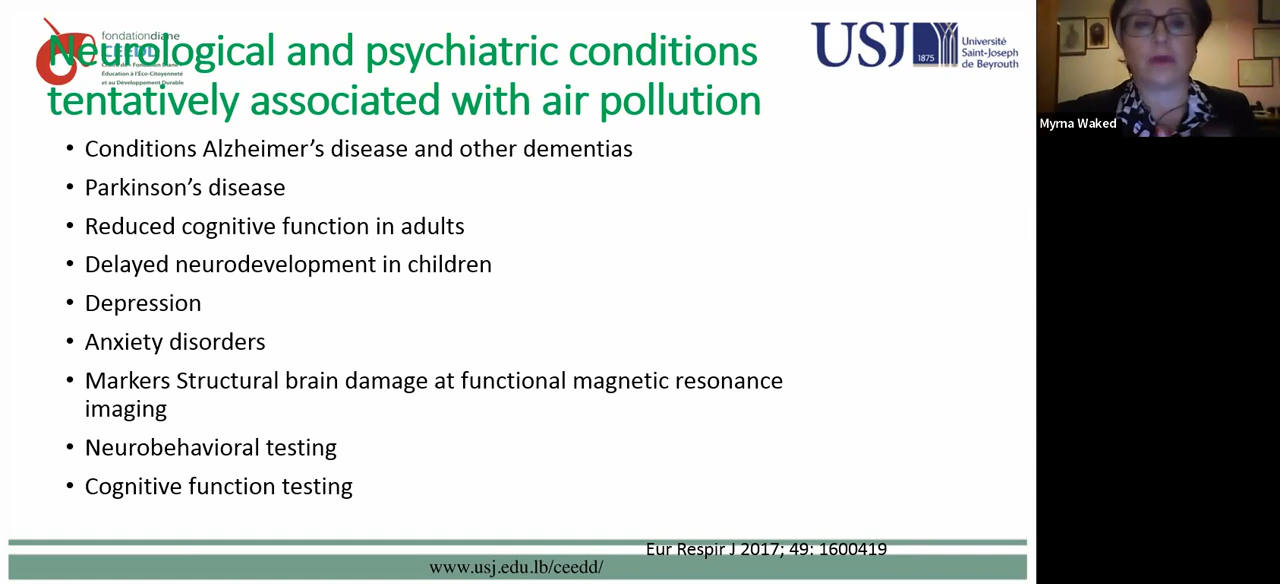 fondationdiane
CEEDD
Éducation à l'Éco-Citoyenneté
et au Développement Durable
Neurological and psychiatric conditions
tentatively associated with air pollution
USJ
1875
Université
Saint-Joseph
de Beyrouth
Myrna Waked
• Conditions Alzheimer's disease and other dementias
• Parkinson's disease
• Reduced cognitive function in adults
• Delayed neurodevelopment in children
• Depression
• Anxiety disorders
• Markers Structural brain damage at functional magnetic resonance
imaging
• Neurobehavioral testing
• Cognitive function testing
Eur Respir J 2017; 49: 1600419
www.usj.edu.lb/ceedd/